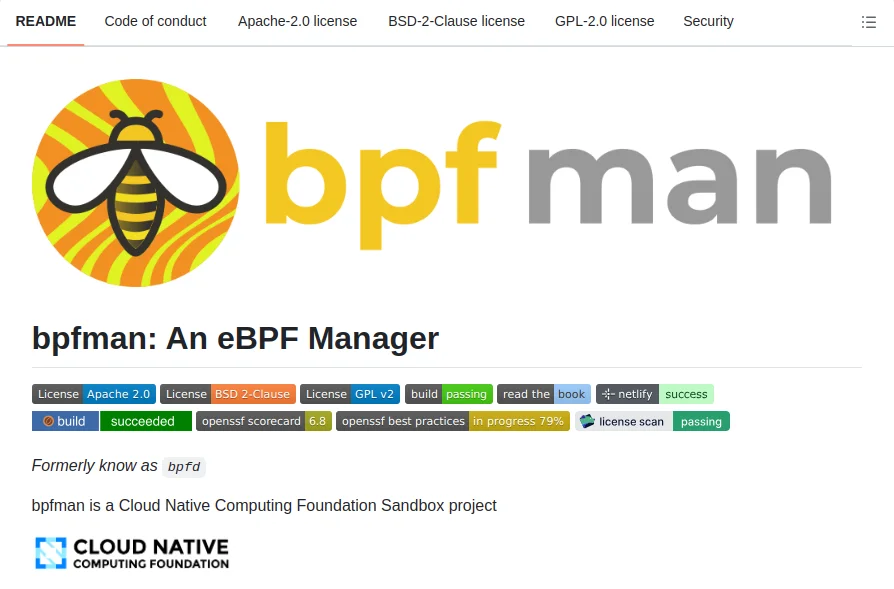 README Code of conduct Apache-2.0 license BSD-2-Clause license GPL-2.0 license Security
bpfman
bpfman: An eBPF Manager
License Apache 2.0 License BSD 2-Clause License GPL v2 build passing read the book netlify success
build succeeded openssf scorecard 6.8 openssf best practices in progress 79% license scan passing
Formerly know as bpfd
bpfman is a Cloud Native Computing Foundation Sandbox project
CLOUD NATIVE
COMPUTING FOUNDATION